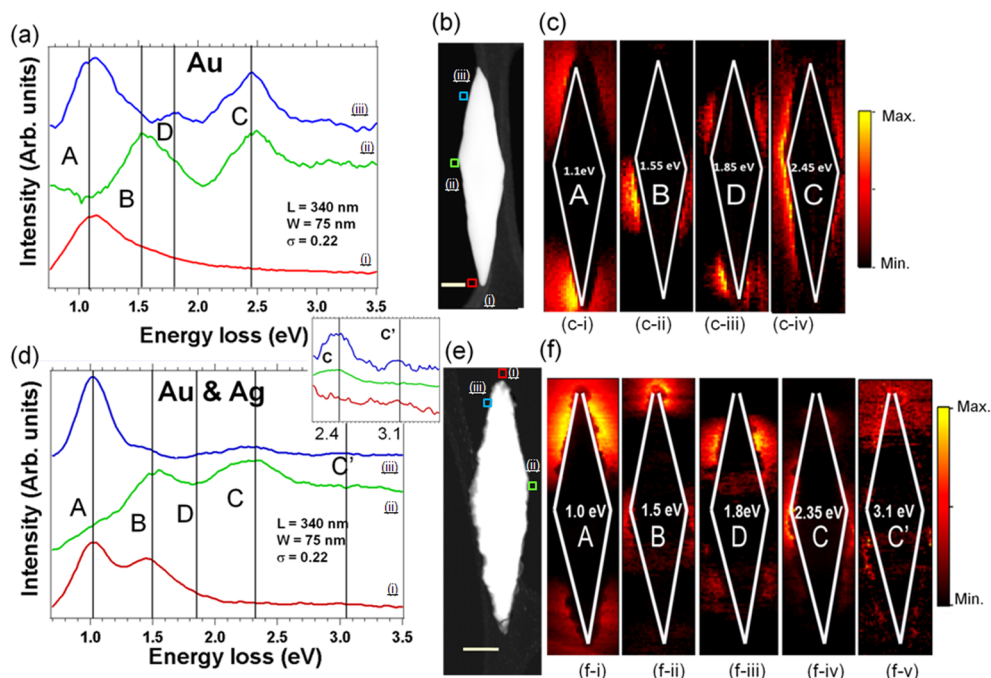 (a)
Au
Intensity (Arb. units)
A
B
D
C
(iii)
(ii)
(i)
L = 340 nm
W = 75 nm
σ = 0.22
1.0 1.5 2.0 2.5 3.0 3.5
Energy loss (eV)
(b)
(iii)
(ii)
(i)
(c)
1.1eV
A
1.55 eV
B
1.85 eV
D
2.45 eV
C
(c-i) (c-ii) (c-iii) (c-iv)
Max.
Min.
(d)
Au & Ag
Intensity (Arb. units)
A
B
D
C
C'
(iii)
(ii)
(i)
L = 340 nm
W = 75 nm
σ = 0.22
1.0 1.5 2.0 2.5 3.0 3.5
Energy loss (eV)
C
C'
2.4 3.1
(e)
(i)
(iii)
(ii)
(f)
1.0 eV
A
1.5 eV
B
1.8eV
D
2.35 eV
C
3.1 eV
C'
(f-i) (f-ii) (f-iii) (f-iv) (f-v)
Max.
Min.